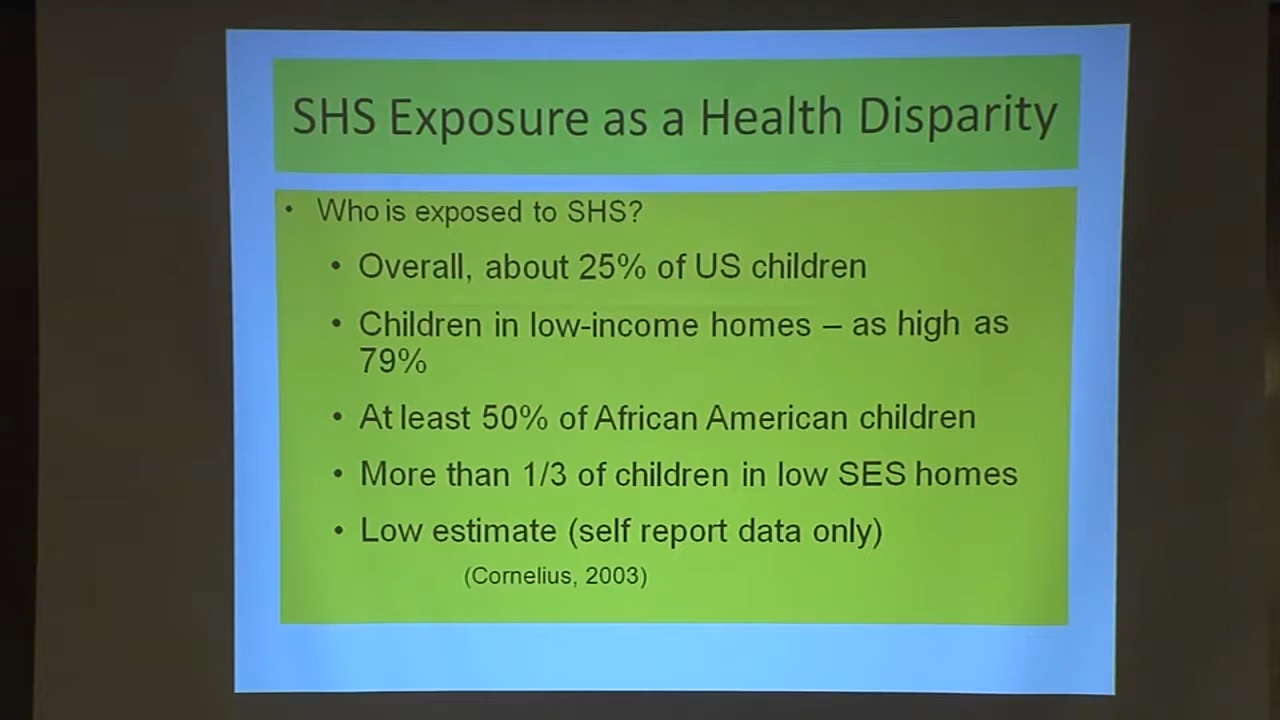 SHS Exposure as a Health Disparity
• Who is exposed to SHS?
• Overall, about 25% of US children
• Children in low-income homes – as high as
79%
• At least 50% of African American children
• More than 1/3 of children in low SES homes
• Low estimate (self report data only)
(Cornelius, 2003)